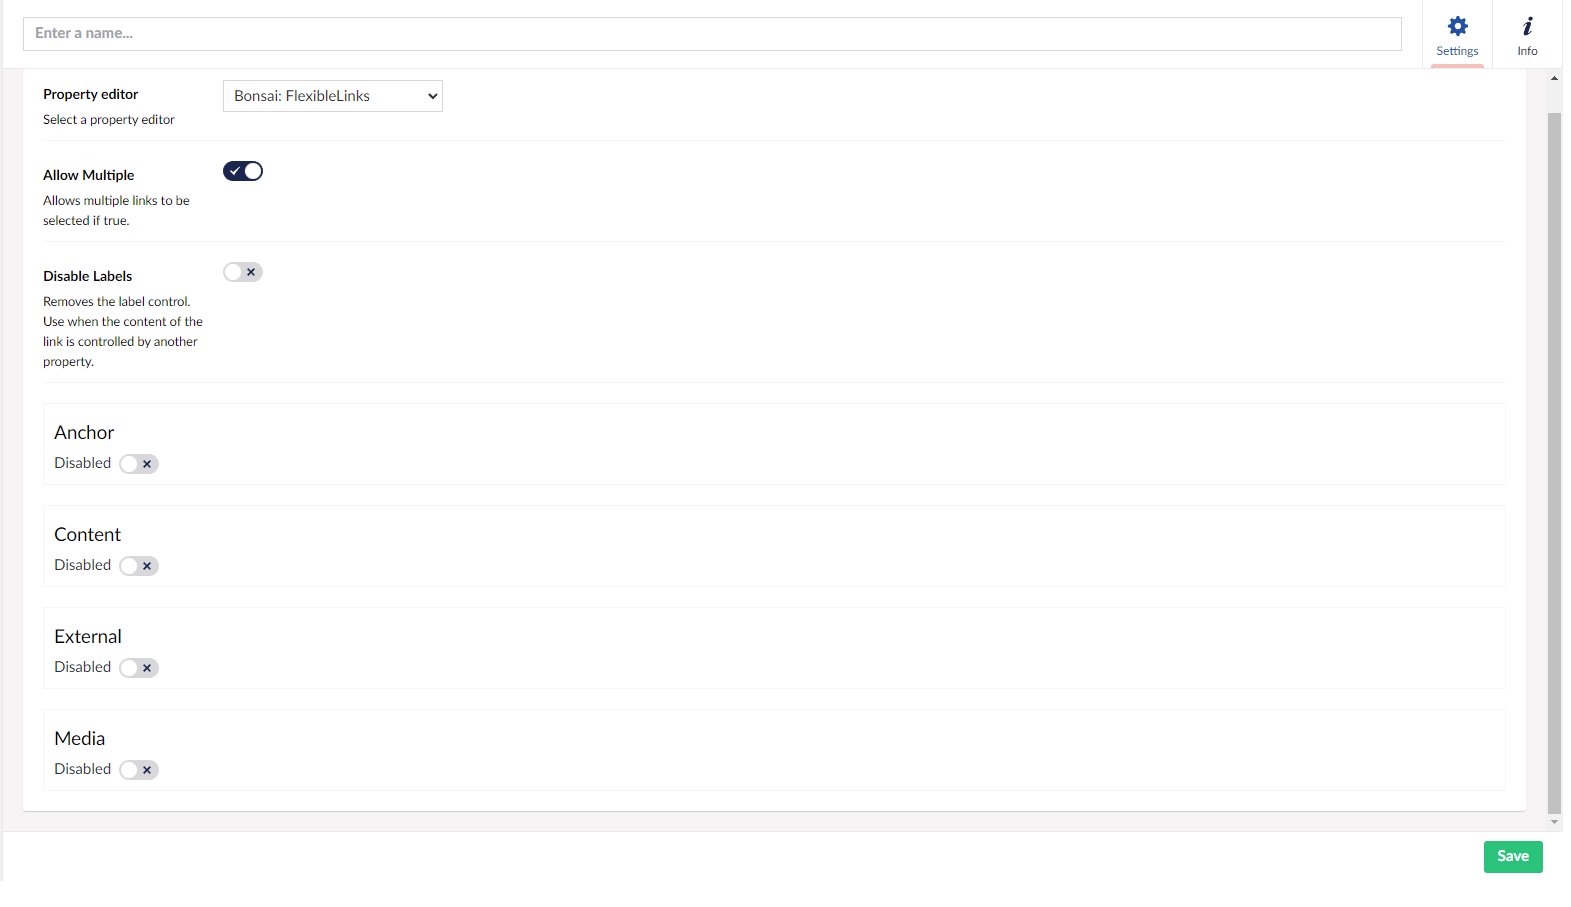 Enter a name...
Settings
Info
Property editor
Select a property editor
Bonsai: FlexibleLinks
Allow Multiple
Allows multiple links to be
selected if true.
Disable Labels
Removes the label control.
Use when the content of the
link is controlled by another
property.
Anchor
Disabled
Content
Disabled
External
Disabled
Media
Disabled
Save